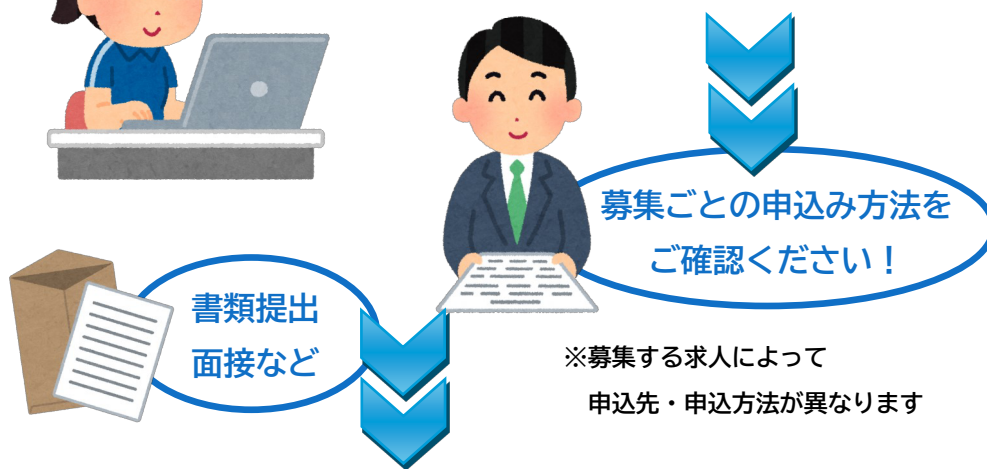 募集ごとの申込み方法を
ご確認ください！
書類提出
面接など
※募集する求人によって
申込先・申込方法が異なります